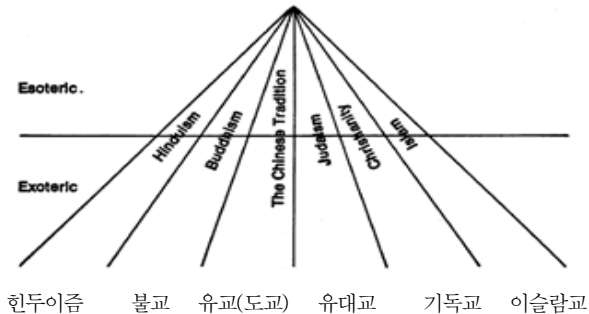 Esoteric.
Hinduism
Buddhism
The Chinese Tradition
Judaism
Christianity
Islam
Exoteric
힌두이즘 불교 유교(도교) 유대교 기독교 이슬람교